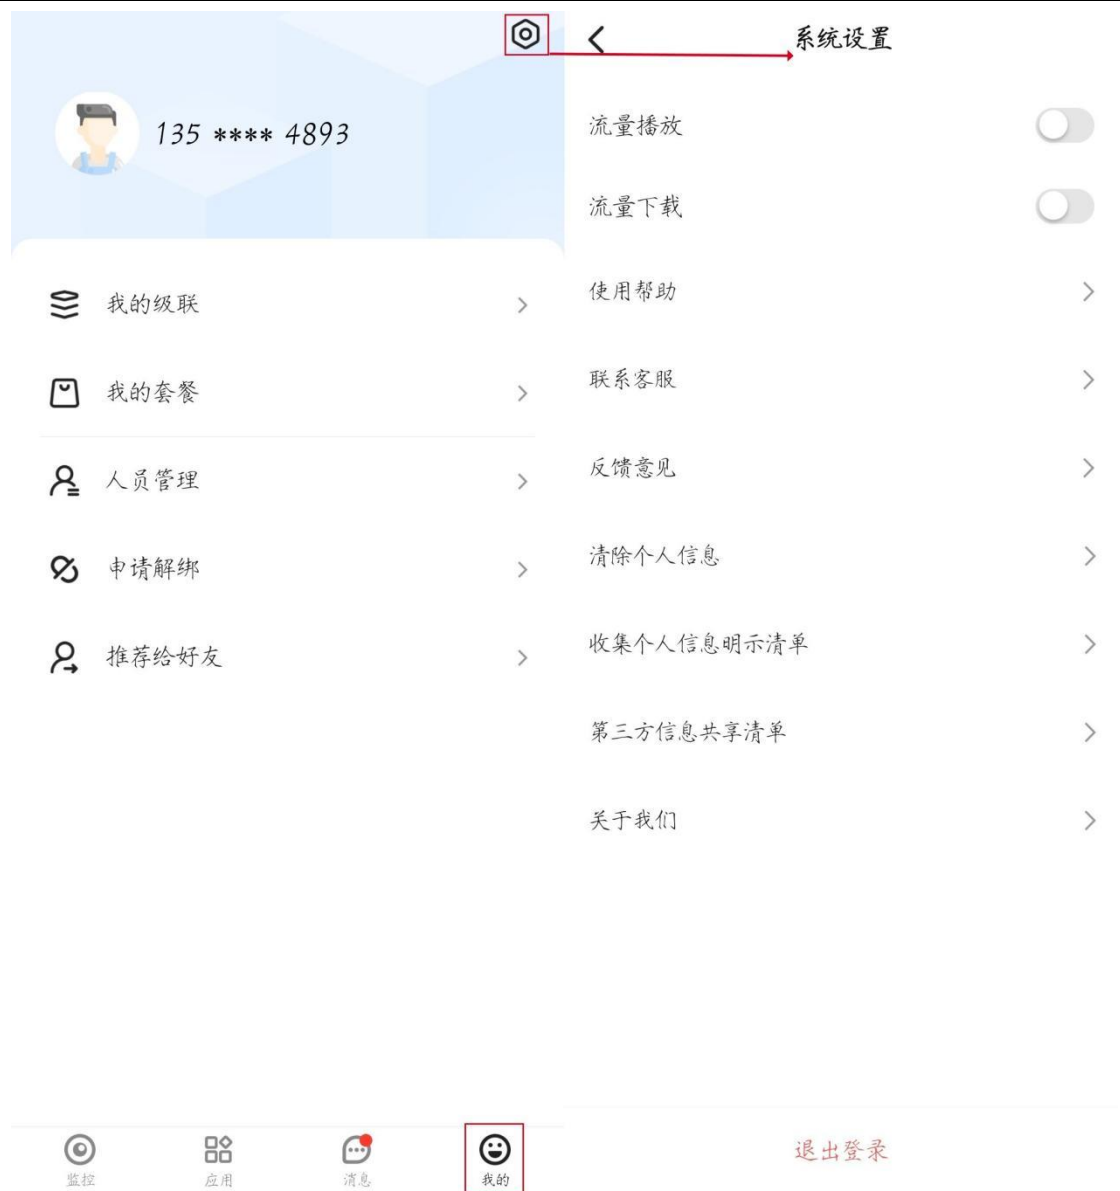 135 **** 4893
我的级联
我的套餐
人员管理
申请解绑
推荐给好友
监控
应用
消息
我的
系统设置
流量播放
流量下载
使用帮助
联系客服
反馈意见
清除个人信息
收集个人信息明示清单
第三方信息共享清单
关于我们
退出登录